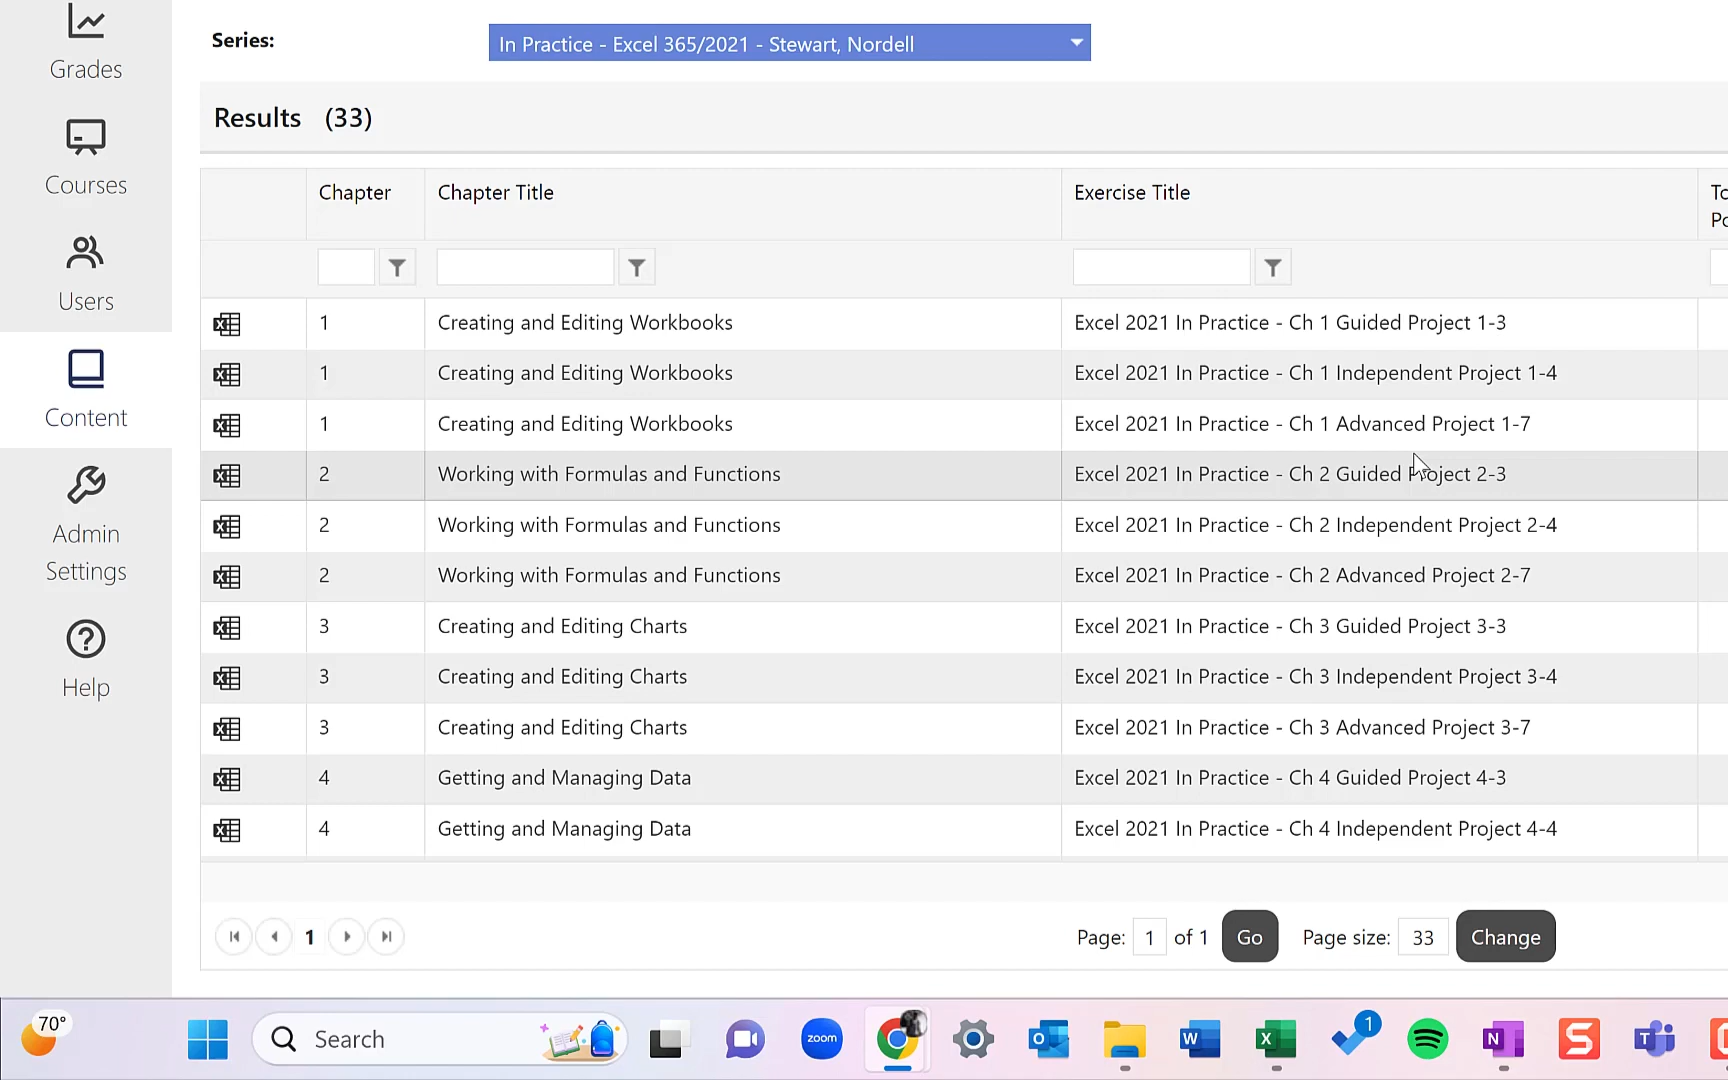 Series: In Practice - Excel 365/2021 - Stewart, Nordell
Results (33)
Chapter Chapter Title Exercise Title
1 Creating and Editing Workbooks Excel 2021 In Practice - Ch 1 Guided Project 1-3
1 Creating and Editing Workbooks Excel 2021 In Practice - Ch 1 Independent Project 1-4
1 Creating and Editing Workbooks Excel 2021 In Practice - Ch 1 Advanced Project 1-7
2 Working with Formulas and Functions Excel 2021 In Practice - Ch 2 Guided Project 2-3
2 Working with Formulas and Functions Excel 2021 In Practice - Ch 2 Independent Project 2-4
2 Working with Formulas and Functions Excel 2021 In Practice - Ch 2 Advanced Project 2-7
3 Creating and Editing Charts Excel 2021 In Practice - Ch 3 Guided Project 3-3
3 Creating and Editing Charts Excel 2021 In Practice - Ch 3 Independent Project 3-4
3 Creating and Editing Charts Excel 2021 In Practice - Ch 3 Advanced Project 3-7
4 Getting and Managing Data Excel 2021 In Practice - Ch 4 Guided Project 4-3
4 Getting and Managing Data Excel 2021 In Practice - Ch 4 Independent Project 4-4
1 Page: 1 of 1 Go Page size: 33 Change
Grades
Courses
Users
Content
Admin
Settings
Help
70°
Search
zoom
1